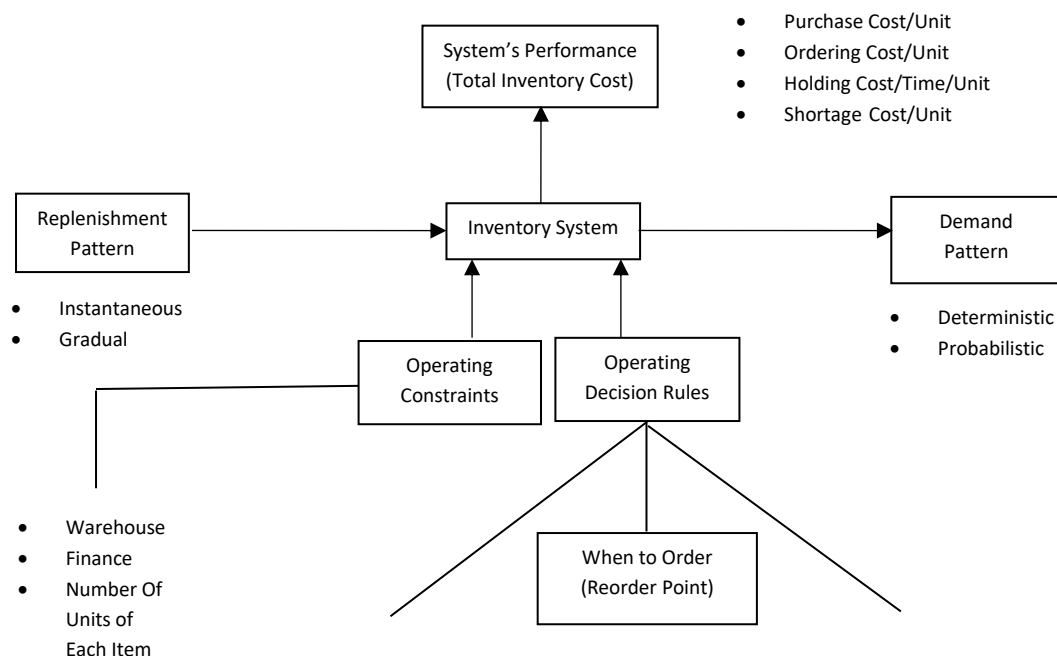 • Purchase Cost/Unit
• Ordering Cost/Unit
• Holding Cost/Time/Unit
• Shortage Cost/Unit
System's Performance
(Total Inventory Cost)
Replenishment
Pattern
Inventory System
Demand
Pattern
• Instantaneous
• Gradual
• Deterministic
• Probabilistic
Operating
Constraints
Operating
Decision Rules
• Warehouse
• Finance
• Number Of
Units of
Each Item
When to Order
(Reorder Point)